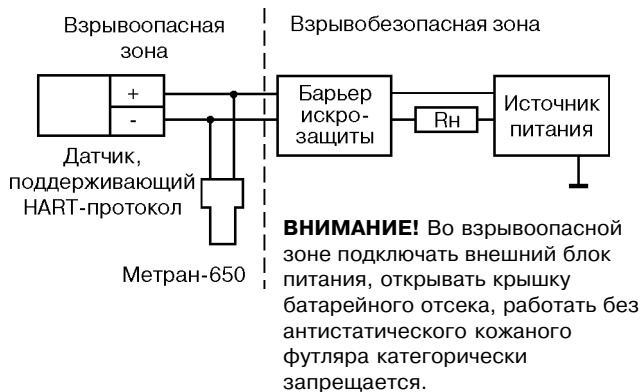 Взрывоопасная
зона
Взрывобезопасная зона
+
-
Датчик,
поддерживающий
HART-протокол
Метран-650
Барьер
искро-
защиты
Rн
Источник
питания
ВНИМАНИЕ! Во взрывоопасной
зоне подключать внешний блок
питания, открывать крышку
батарейного отсека, работать без
антистатического кожаного
футляра категорически
запрещается.